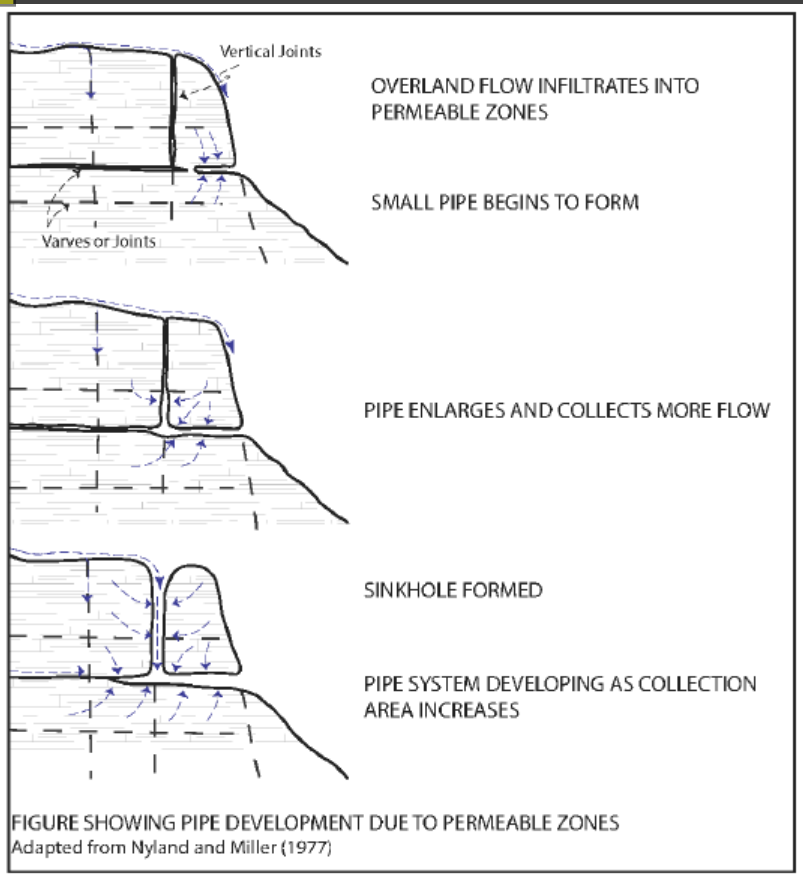 Vertical Joints
OVERLAND FLOW INFILTRATES INTO
PERMEABLE ZONES
SMALL PIPE BEGINS TO FORM
Varves or Joints
PIPE ENLARGES AND COLLECTS MORE FLOW
SINKHOLE FORMED
PIPE SYSTEM DEVELOPING AS COLLECTION
AREA INCREASES
FIGURE SHOWING PIPE DEVELOPMENT DUE TO PERMEABLE ZONES
Adapted from Nyland and Miller (1977)